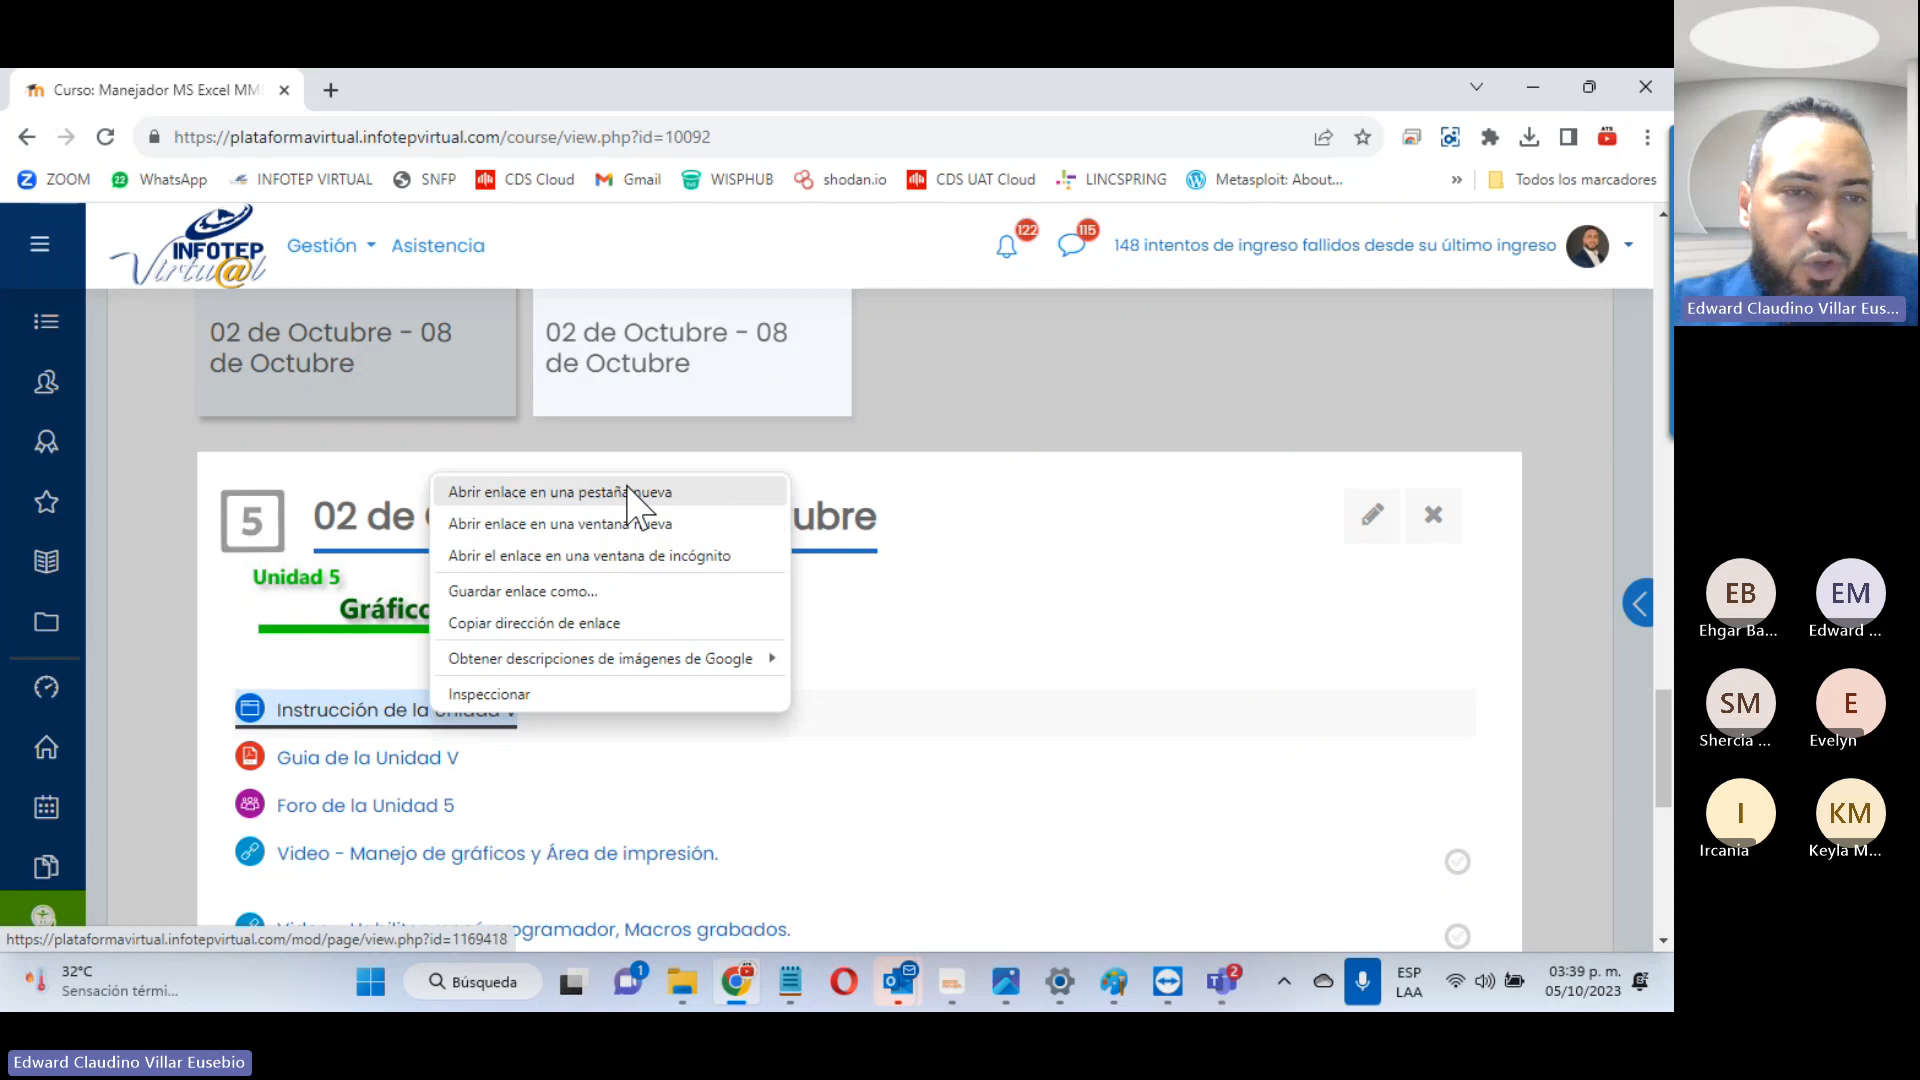 Curso: Manejador MS Excel MM
https://plataformavirtual.infotepvirtual.com/course/view.php?id=10092
ATS
ZOOM
22
WhatsApp
INFOTEP VIRTUAL
SNFP
CDS Cloud
Gmail
WISPHUB
shodan.io
CDS UAT Cloud
LINCSPRING
Metasploit: About...
»
Todos los marcadores
INFOTEP
Virtu@l
Gestión
Asistencia
122
115
148 intentos de ingreso fallidos desde su último ingreso
02 de Octubre - 08
de Octubre
02 de Octubre - 08
de Octubre
5
02 de
ubre
Abrir enlace en una pestaña nueva
Abrir enlace en una ventana nueva
Abrir el enlace en una ventana de incógnito
Guardar enlace como...
Copiar dirección de enlace
Obtener descripciones de imágenes de Google
Inspeccionar
Unidad 5
Gráfico
Instrucción de la Unidad V
Guia de la Unidad V
Foro de la Unidad 5
Video - Manejo de gráficos y Área de impresión.
ogramador, Macros grabados.
https://plataformavirtual.infotepvirtual.com/mod/page/view.php?id=1169418
32°C
Sensación térmi...
Búsqueda
1
2
ESP
LAA
03:39 p. m.
05/10/2023
Edward Claudino Villar Eus...
EB
Ehgar Ba...
EM
Edward ...
SM
Shercia ...
E
Evelyn
I
Ircania
KM
Keyla M...
Edward Claudino Villar Eusebio